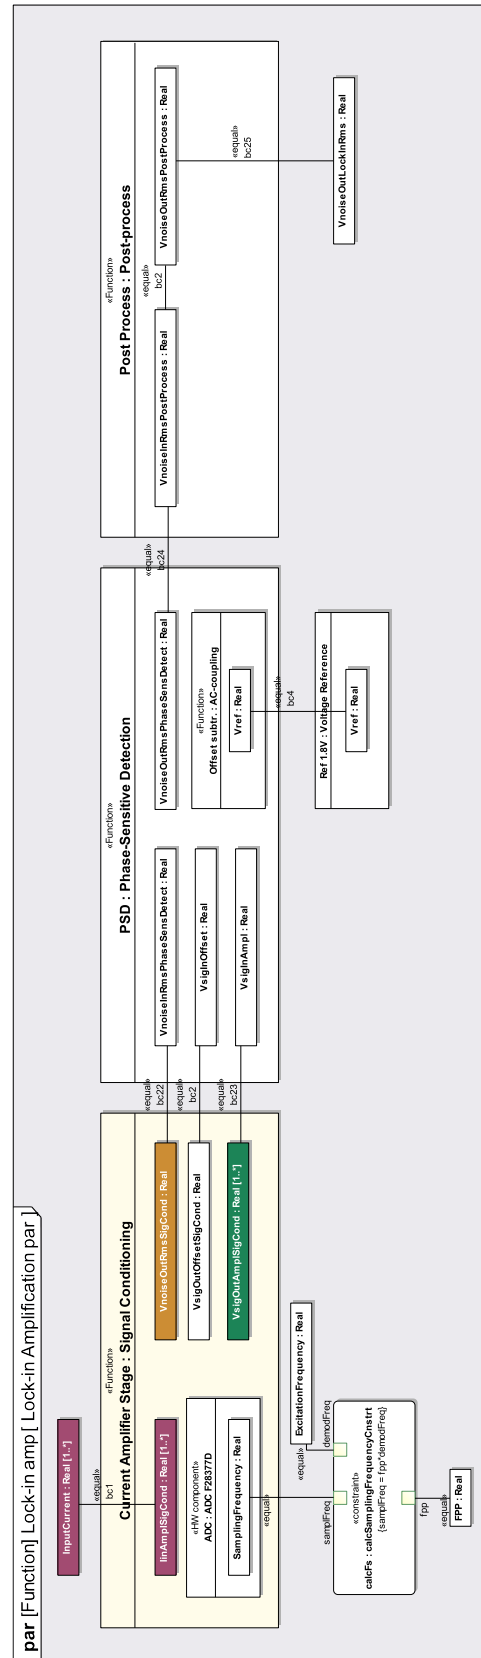 par [Function] Lock-in amp [ Lock-in Amplification par ]
InputCurrent : Real [1..*]
«equal»
bc1
«Function»
Current Amplifier Stage : Signal Conditioning
IinAmplSigCond : Real [1..*]
VnoiseOutRmsSigCond : Real
VsigOutOffsetSigCond : Real
VsigOutAmplSigCond : Real [1..*]
«HW component»
ADC : ADC F28377D
SamplingFrequency : Real
«equal»
ExcitationFrequency : Real
«equal»
samplFreq
demodFreq
«constraint»
calcFs : calcSamplingFrequencyCnstrt
{samplFreq = fpp*demodFreq}
fpp
«equal»
FPP : Real
«equal»
bc22
«equal»
bc2
«equal»
bc23
«Function»
PSD : Phase-Sensitive Detection
VnoiseInRmsPhaseSensDetect : Real
VsigInOffset : Real
VsigInAmpl : Real
VnoiseOutRmsPhaseSensDetect : Real
«Function»
Offset subtr. : AC-coupling
Vref : Real
«equal»
bc4
Ref 1.8V : Voltage Reference
Vref : Real
«equal»
bc24
«Function»
Post Process : Post-process
VnoiseInRmsPostProcess : Real
«equal»
bc2
VnoiseOutRmsPostProcess : Real
«equal»
bc25
VnoiseOutLockInRms : Real